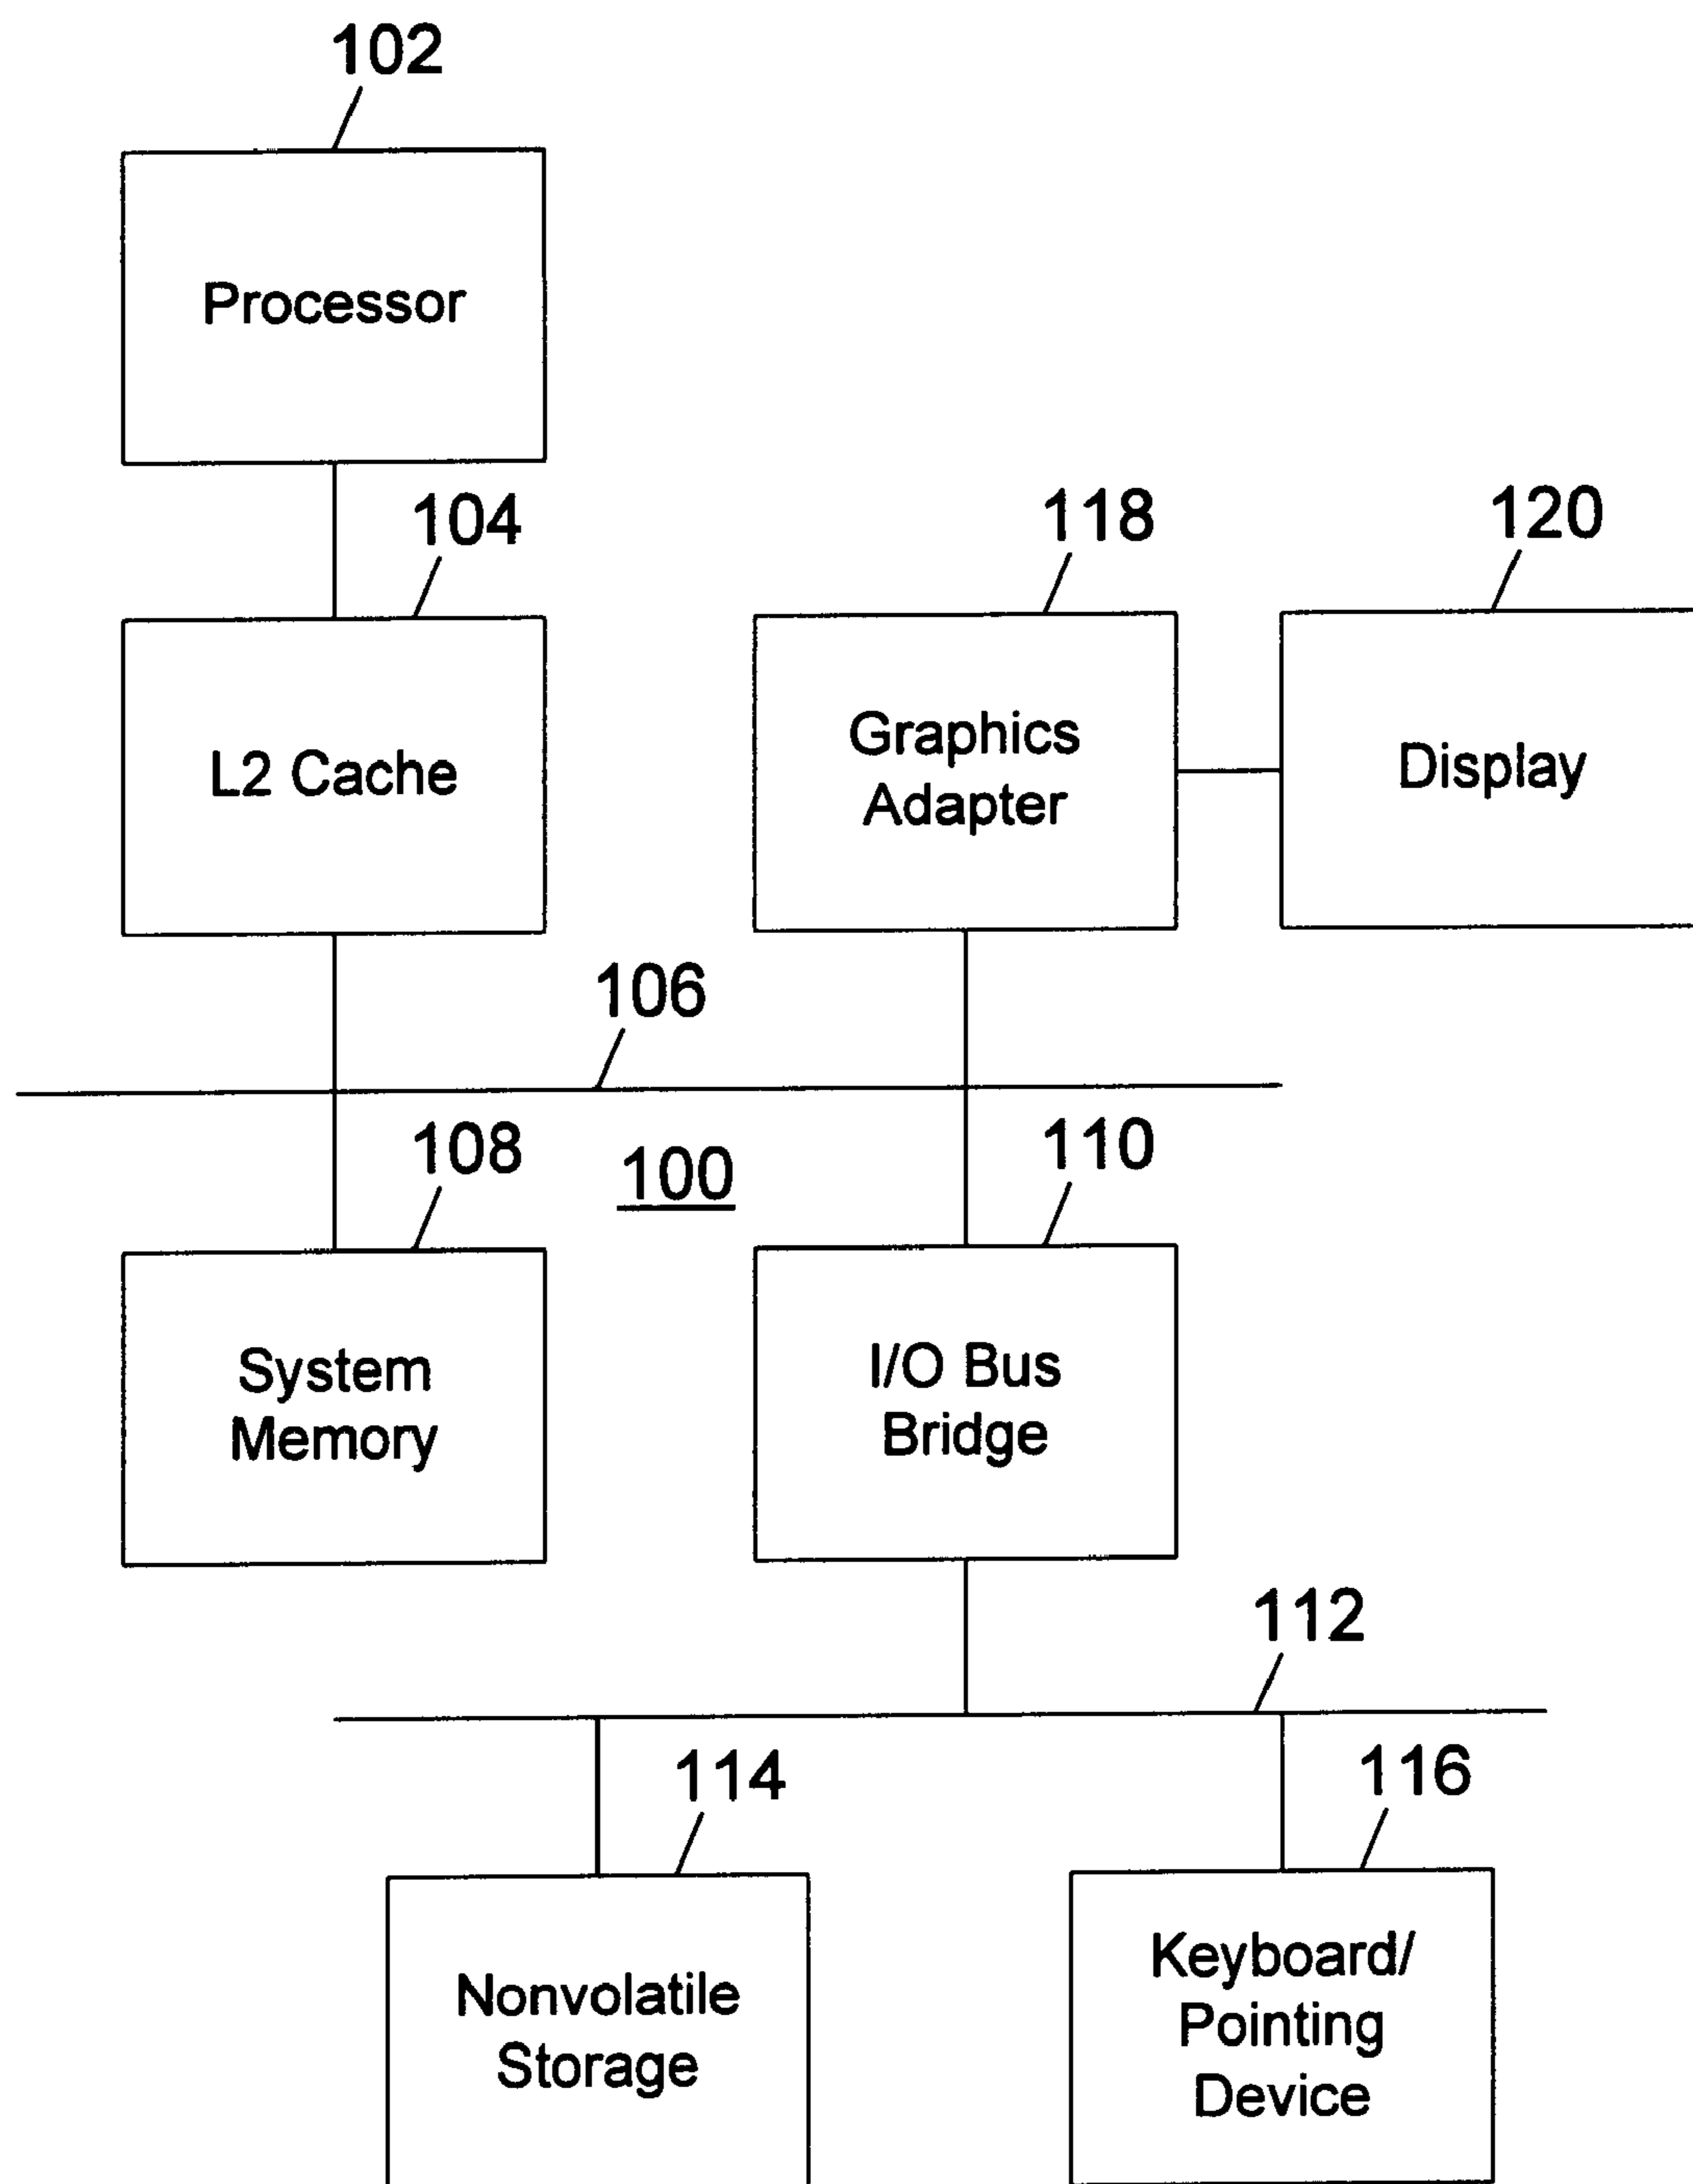 102
Processor
104
118
120
L2 Cache
Graphics
Adapter
Display
106
108
100
110
System
Memory
I/O Bus
Bridge
112
114
116
Nonvolatile
Storage
Keyboard/
Pointing
Device